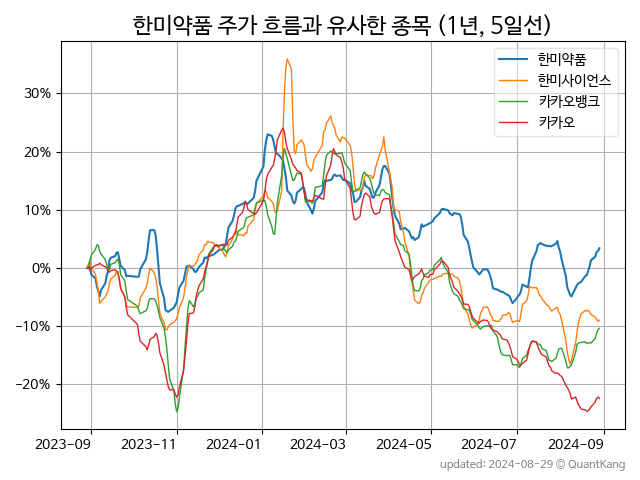 한미약품 주가 흐름과 유사한 종목 (1년, 5일선)
한미약품
한미사이언스
카카오뱅크
카카오
30%
20%
10%
0%
−10%
−20%
2023-09
2023-11
2024-01
2024-03
2024-05
2024-07
2024-09
updated: 2024-08-29 © QuantKang